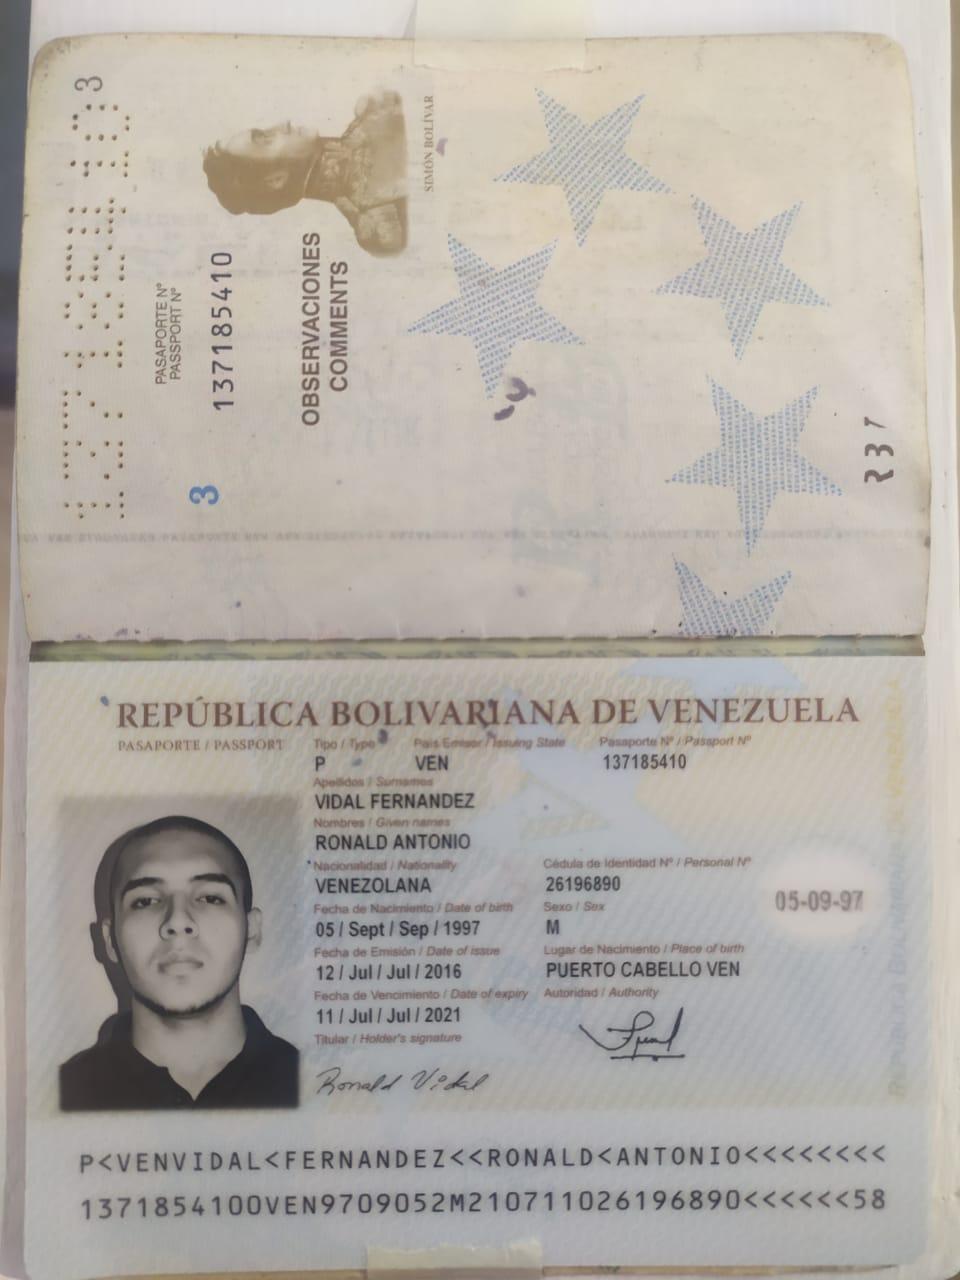 3
137185410
PASAPORTE Nº
PASSPORT Nº
137185410
3
OBSERVACIONES
COMMENTS
SIMÓN BOLÍVAR
REPÚBLICA BOLIVARIANA DE VENEZUELA
PASAPORTE / PASSPORT
Tipo / Type
País Emisor / Issuing State
Pasaporte Nº / Passport Nº
P
VEN
137185410
Apellidos / Surnames
VIDAL FERNANDEZ
Nombres / Given names
RONALD ANTONIO
Nacionalidad / Nationality
Cédula de Identidad Nº / Personal Nº
VENEZOLANA
26196890
05-09-97
Fecha de Nacimiento / Date of birth
Sexo / Sex
05 / Sept / Sep / 1997
M
Fecha de Emisión / Date of issue
Lugar de Nacimiento / Place of birth
12 / Jul / Jul / 2016
PUERTO CABELLO VEN
Fecha de Vencimiento / Date of expiry
Autoridad / Authority
11 / Jul / Jul / 2021
Titular / Holder's signature
Ronald Vidal
P<VENVIDAL<FERNANDEZ<<RONALD<ANTONIO<<<<<<<<
1371854100VEN9709052M210711026196890<<<<<<58